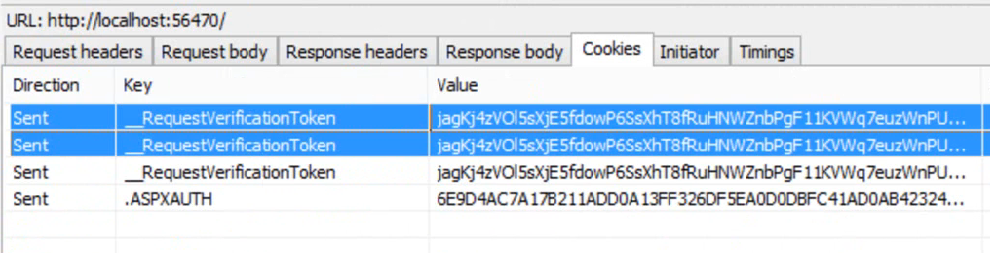 URL: http://localhost:56470/
Request headers Request body Response headers Response body Cookies Initiator Timings
Direction Key Value
Sent __RequestVerificationToken jagKj4zVOl5sXjE5fdowP6SsXhT8fRuHNWZnbPgF11KVWq7euzWnPU...
Sent __RequestVerificationToken jagKj4zVOl5sXjE5fdowP6SsXhT8fRuHNWZnbPgF11KVWq7euzWnPU...
Sent __RequestVerificationToken jagKj4zVOl5sXjE5fdowP6SsXhT8fRuHNWZnbPgF11KVWq7euzWnPU...
Sent .ASPXAUTH 6E9D4AC7A17B211ADD0A13FF326DF5EA0D0DBFC41AD0AB42324...